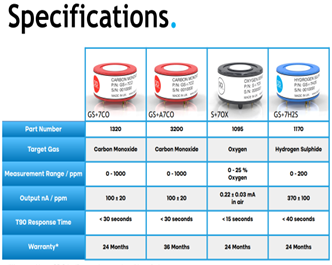 Specifications.
GS+7CO GS+A7CO S+7OX GS+7H2S
Part Number 1320 3200 1095 1170
Target Gas Carbon Monoxide Carbon Monoxide Oxygen Hydrogen Sulphide
Measurement Range / ppm 0 - 1000 0 - 1000 0 - 25 % Oxygen 0 - 200
Output nA / ppm 100 ± 20 100 ± 20 0.22 ± 0.03 mA in air 370 ± 100
T90 Response Time < 30 seconds < 30 seconds < 15 seconds < 40 seconds
Warranty* 24 Months 36 Months 24 Months 24 Months